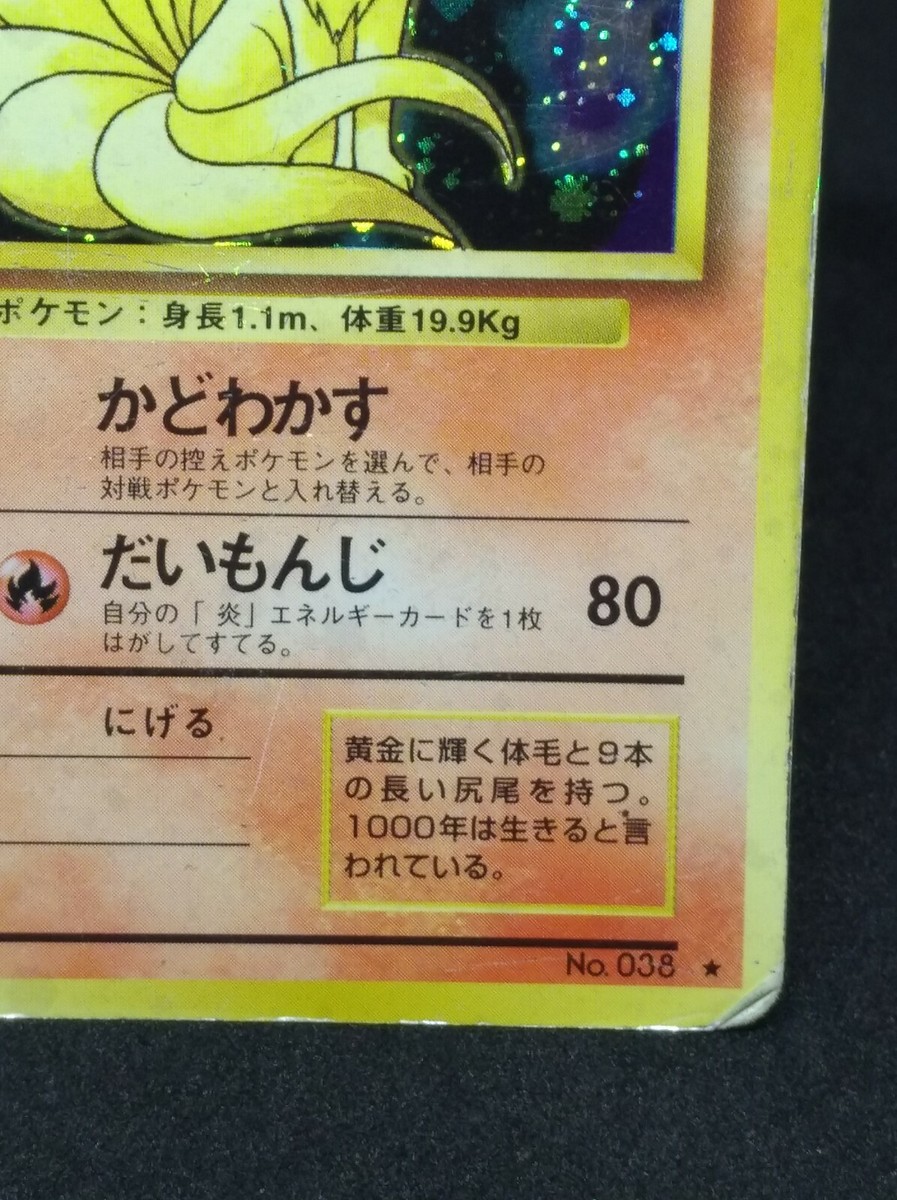 ポケモン：身長1.1m、体重19.9Kg
かどわかす
相手の控えポケモンを選んで、相手の
対戦ポケモンと入れ替える。
だいもんじ
80
自分の「炎」エネルギーカードを1枚
はがしてすてる。
にげる
黄金に輝く体毛と9本
の長い尻尾を持つ。
1000年は生きると言
われている。
No. 038 ★